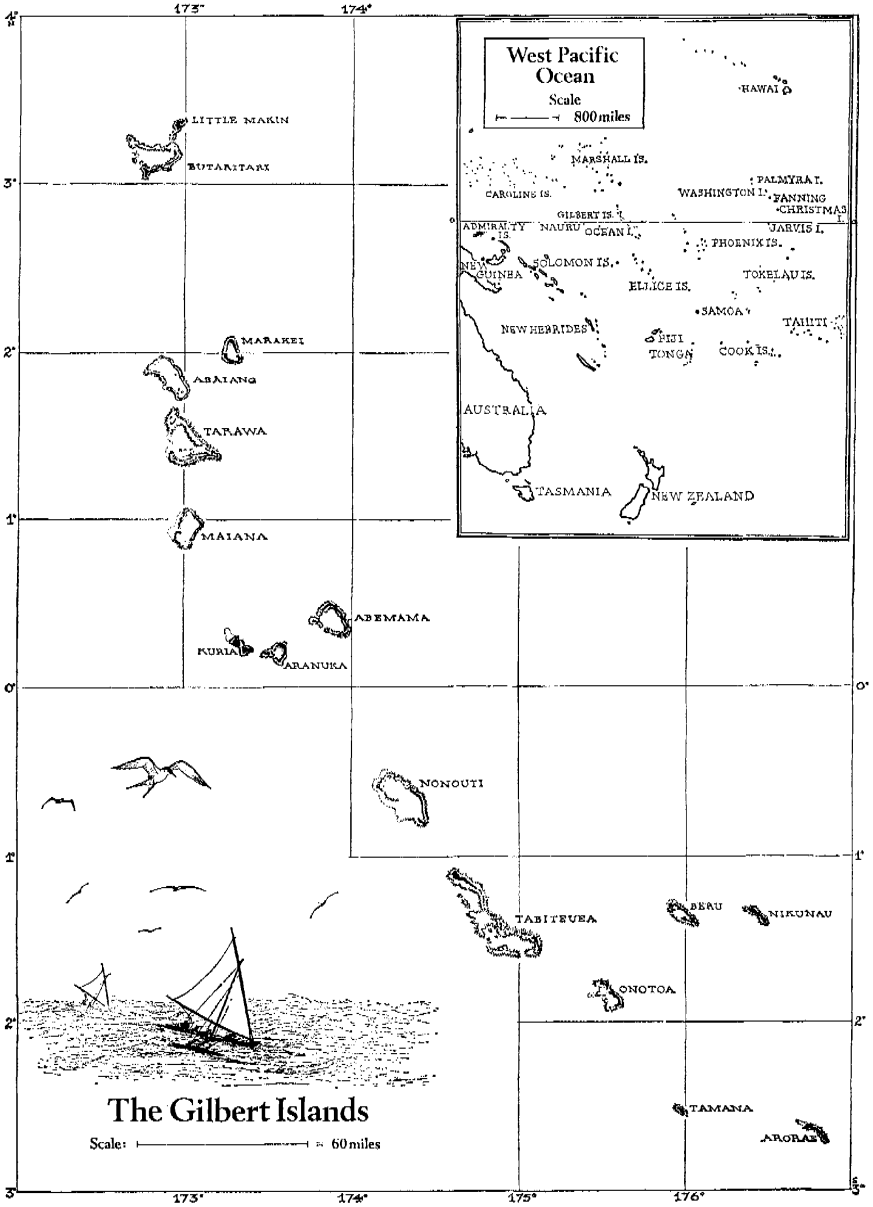 173° 174°
4°
N
West Pacific
Ocean
Scale
800 miles
HAWAI
LITTLE MAKIN
BUTARITARI
3°
MARSHALL IS.
CAROLINE IS.
PALMYRA I.
WASHINGTON I.
FANNING
CHRISTMAS
I.
GILBERT IS.
0°
ADMIRALTY
IS.
NAURU
OCEAN I.
JARVIS I.
PHOENIX IS.
NEW
GUINEA
SOLOMON IS.
ELLICE IS.
TOKELAU IS.
SAMOA
NEW HEBRIDES
FIJI
TONGA
COOK IS.
TAHITI
AUSTRALIA
TASMANIA
NEW ZEALAND
MARAKEI
2°
ABAIANG
TARAWA
1°
MAIANA
ABEMAMA
KURIA
ARANUKA
0° 0°
NONOUTI
1° 1°
TABITEUEA
BERU
NIKUNAU
ONOTOA
2° 2°
The Gilbert Islands
Scale: = 60 miles
TAMANA
ARORAE
3° 3°
S
173° 174° 175° 176°